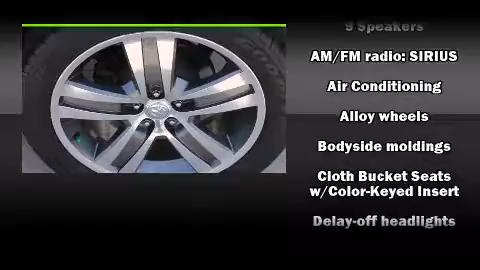 9 Speakers
AM/FM radio: SIRIUS
Air Conditioning
Alloy wheels
Bodyside moldings
Cloth Bucket Seats
w/Color-Keyed Insert
Delay-off headlights